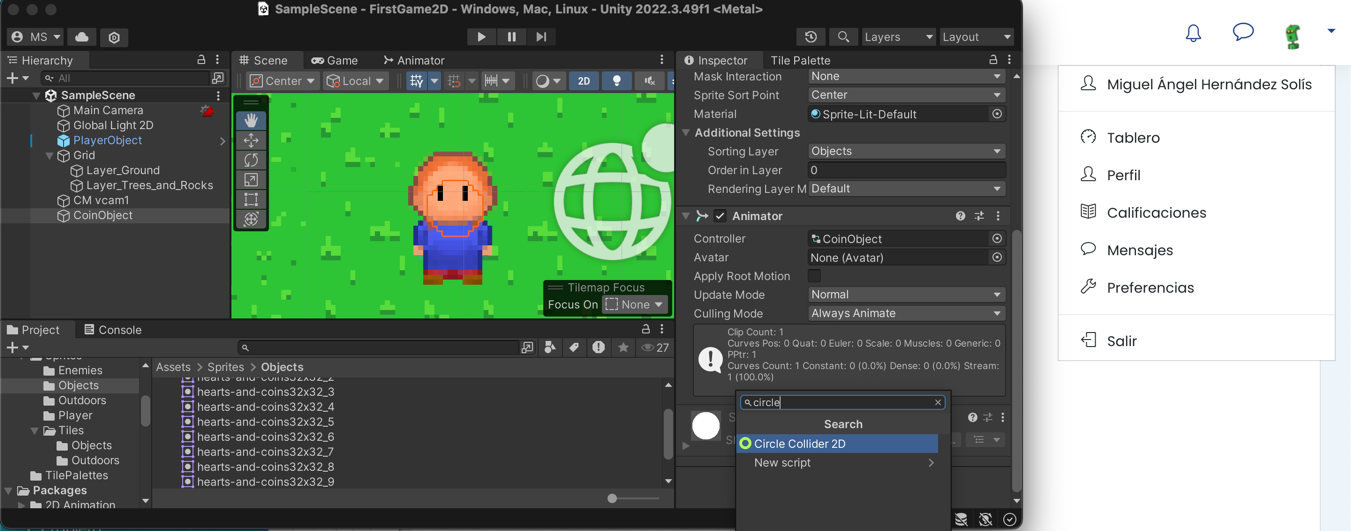 SampleScene - FirstGame2D - Windows, Mac, Linux - Unity 2022.3.49f1 <Metal>
MS
Layers
Layout
Hierarchy
All
SampleScene
Main Camera
Global Light 2D
PlayerObject
Grid
Layer_Ground
Layer_Trees_and_Rocks
CM vcam1
CoinObject
Scene
Game
Animator
Center
Local
2D
Tilemap Focus
Focus On
None
Project
Console
27
Enemies
Objects
Outdoors
Player
Tiles
Objects
Outdoors
TilePalettes
Packages
2D Animation
Assets > Sprites > Objects
hearts-and-coins32x32_2
hearts-and-coins32x32_3
hearts-and-coins32x32_4
hearts-and-coins32x32_5
hearts-and-coins32x32_6
hearts-and-coins32x32_7
hearts-and-coins32x32_8
hearts-and-coins32x32_9
Inspector
Tile Palette
Mask Interaction
None
Sprite Sort Point
Center
Material
Sprite-Lit-Default
Additional Settings
Sorting Layer
Objects
Order in Layer
0
Rendering Layer M
Default
Animator
Controller
CoinObject
Avatar
None (Avatar)
Apply Root Motion
Update Mode
Normal
Culling Mode
Always Animate
Clip Count: 1
Curves Pos: 0 Quat: 0 Euler: 0 Scale: 0 Muscles: 0 Generic: 0
PPtr: 1
Curves Count: 1 Constant: 0 (0.0%) Dense: 0 (0.0%) Stream:
1 (100.0%)
circle
Search
Circle Collider 2D
New script
Miguel Ángel Hernández Solís
Tablero
Perfil
Calificaciones
Mensajes
Preferencias
Salir